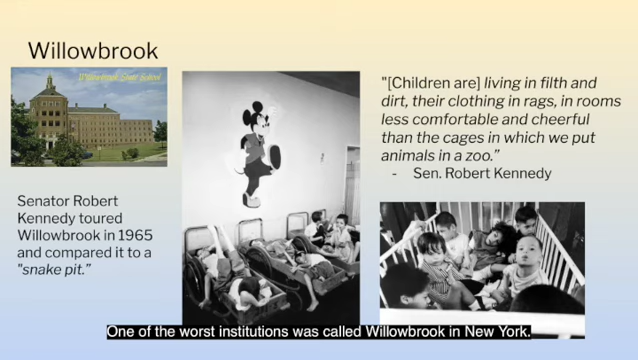 Willowbrook
Willowbrook State School
Senator Robert
Kennedy toured
Willowbrook in 1965
and compared it to a
"snake pit."
"[Children are] living in filth and
dirt, their clothing in rags, in rooms
less comfortable and cheerful
than the cages in which we put
animals in a zoo."
- Sen. Robert Kennedy
One of the worst institutions was called Willowbrook in New York.